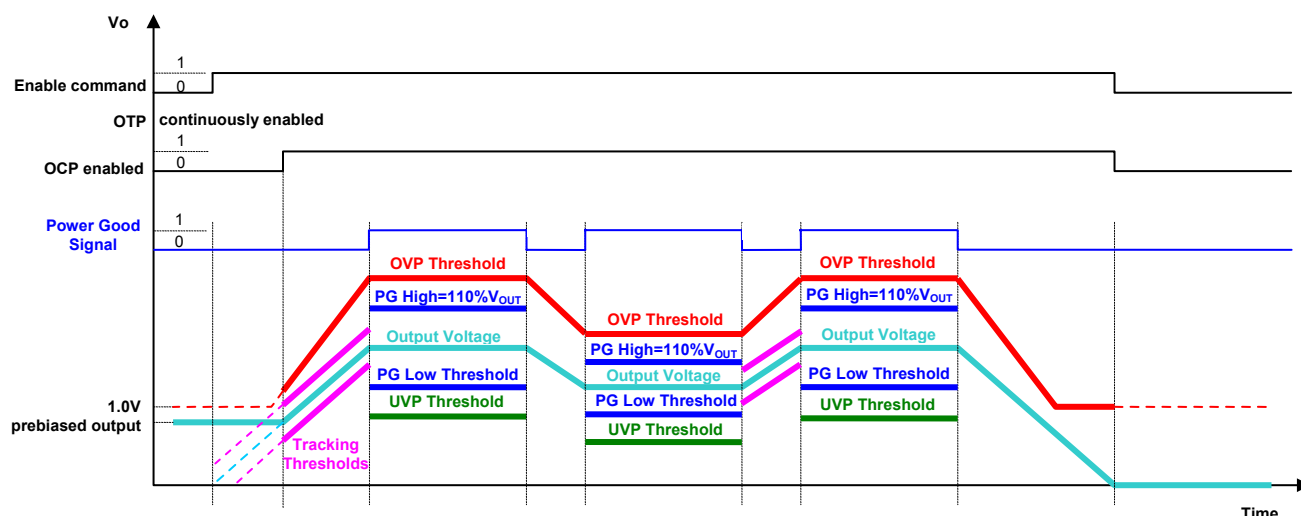 Vo
1
Enable command
0
OTP continuously enabled
1
OCP enabled
0
Power Good
Signal
1
0
OVP Threshold
OVP Threshold
PG High=110%VOUT
PG High=110%VOUT
OVP Threshold
Output Voltage
Output Voltage
PG High=110%VOUT
PG Low Threshold
Output Voltage
PG Low Threshold
UVP Threshold
PG Low Threshold
UVP Threshold
1.0V
prebiased output
UVP Threshold
Tracking
Thresholds
Time